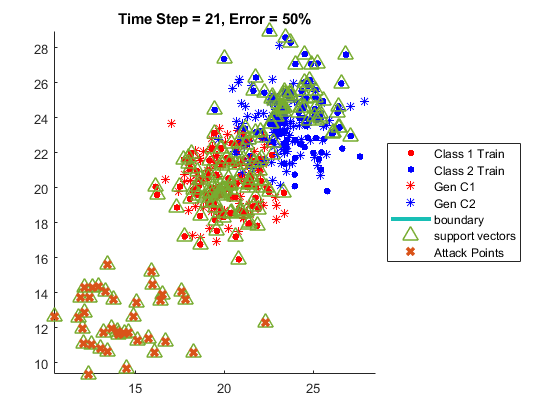 Time Step = 21, Error = 50%
28
26
24
22
20
18
16
14
12
10
15
20
25
Class 1 Train
Class 2 Train
Gen C1
Gen C2
boundary
support vectors
Attack Points